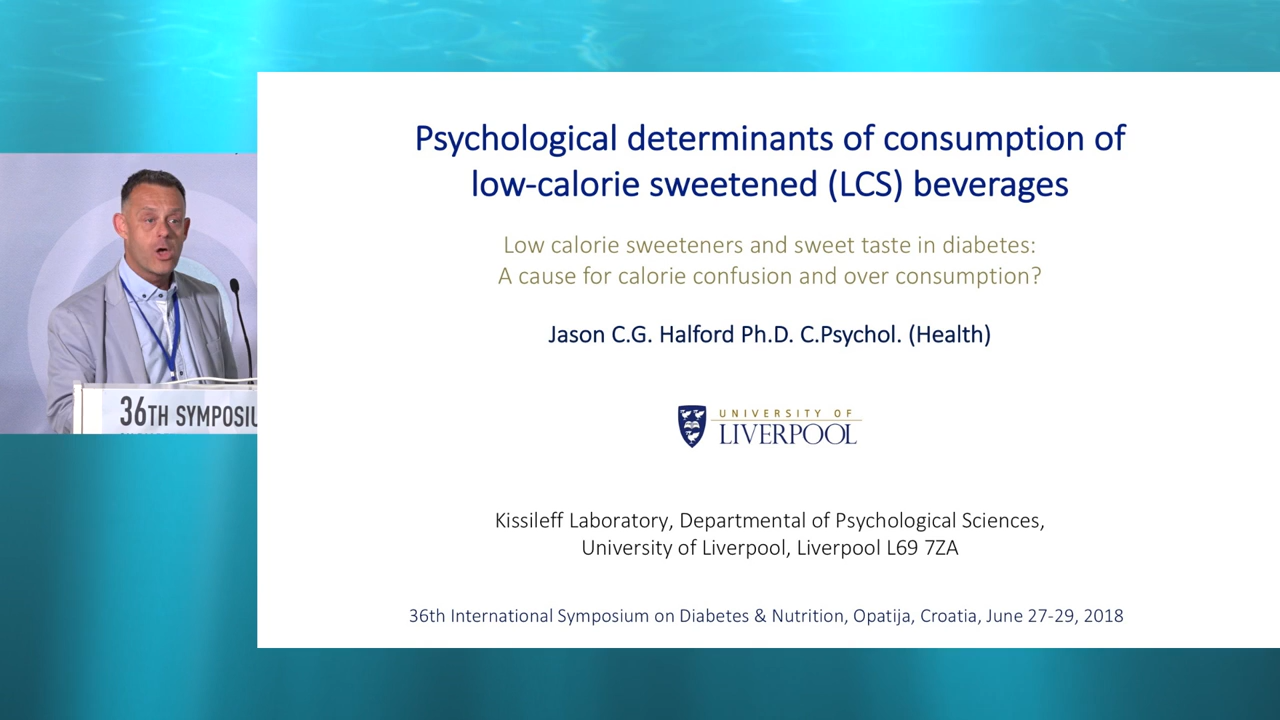 Psychological determinants of consumption of
low-calorie sweetened (LCS) beverages
Low calorie sweeteners and sweet taste in diabetes:
A cause for calorie confusion and over consumption?
Jason C.G. Halford Ph.D. C.Psychol. (Health)
UNIVERSITY OF
LIVERPOOL
Kissileff Laboratory, Departmental of Psychological Sciences,
University of Liverpool, Liverpool L69 7ZA
36th International Symposium on Diabetes & Nutrition, Opatija, Croatia, June 27-29, 2018
36TH SYMPOSIU